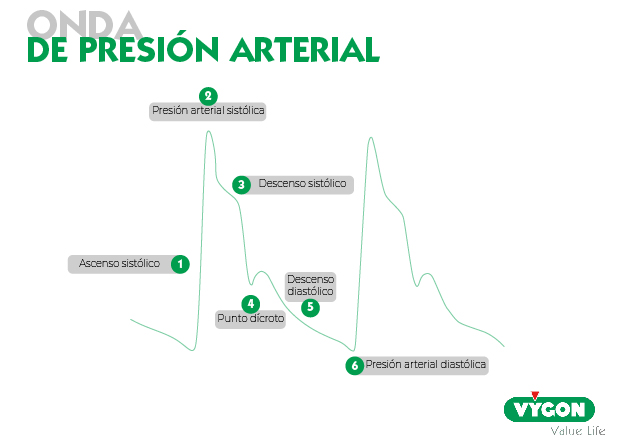 ONDA
DE PRESIÓN ARTERIAL
2
Presión arterial sistólica
3 Descenso sistólico
Ascenso sistólico 1
Descenso
diastólico
5
4
Punto dícroto
6 Presión arterial diastólica
VYGON
Value Life